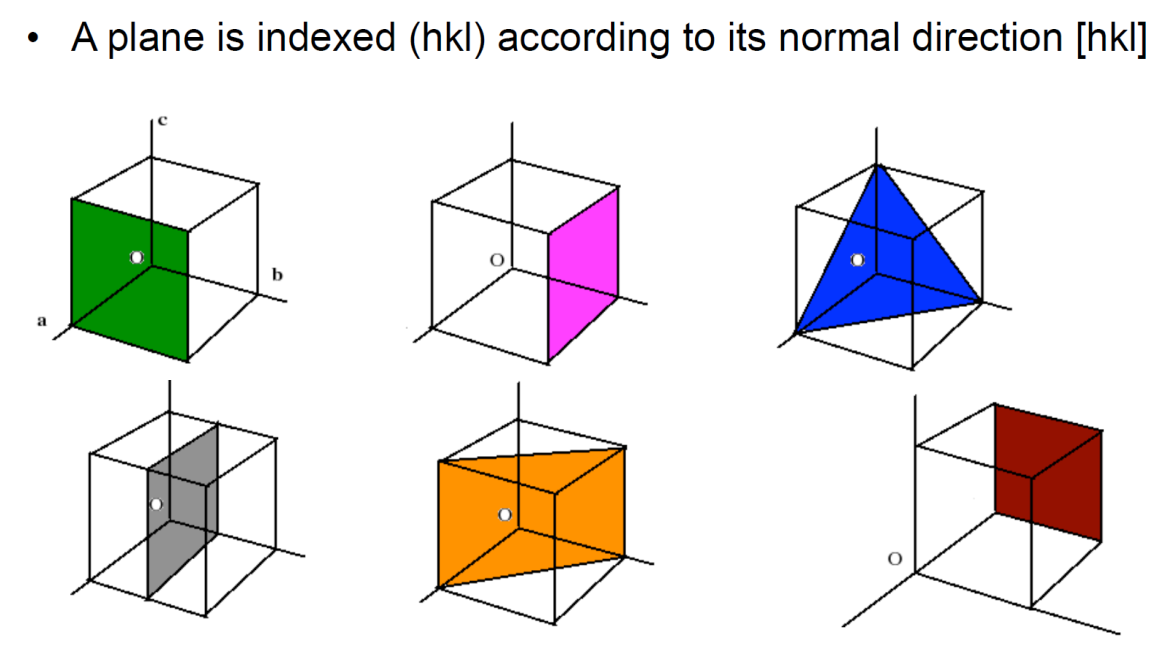 • A plane is indexed (hkl) according to its normal direction [hkl]
c
O
b
a
O
O
O
O
O